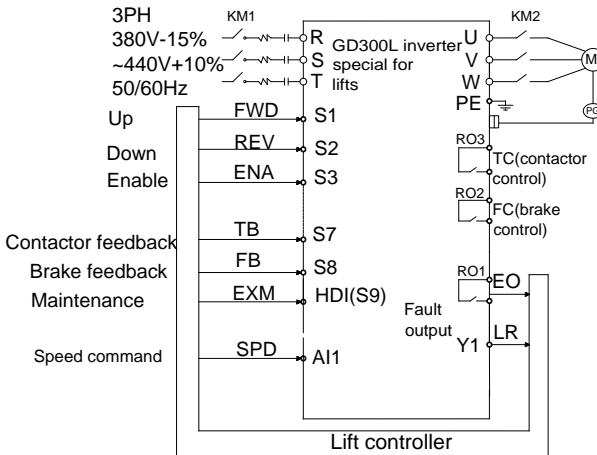 3PH
380V-15%
~440V+10%
50/60Hz
KM1
R
S
T
GD300L inverter
special for
lifts
U
V
W
PE
KM2
M
PG
Up
FWD
S1
Down
REV
S2
Enable
ENA
S3
RO3
TC(contactor
control)
RO2
FC(brake
control)
Contactor feedback
TB
S7
Brake feedback
FB
S8
Maintenance
EXM
HDI(S9)
RO1
EO
Fault
output
Y1
LR
Speed command
SPD
AI1
Lift controller